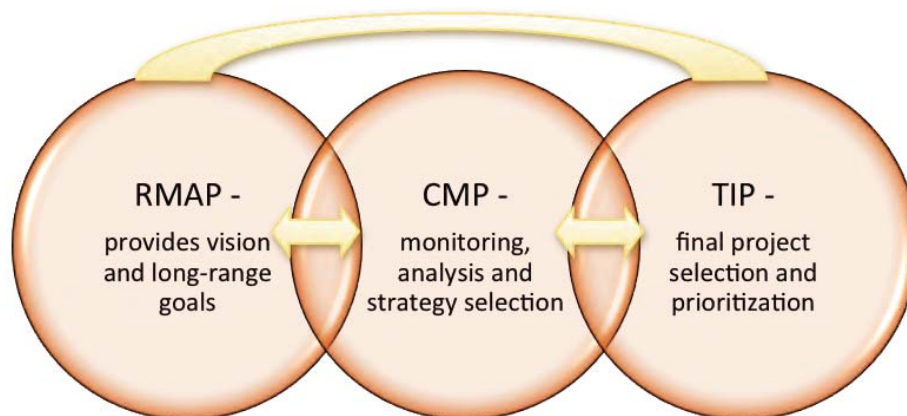 RMAP -
provides vision
and long-range
goals
CMP -
monitoring,
analysis and
strategy selection
TIP -
final project
selection and
prioritization